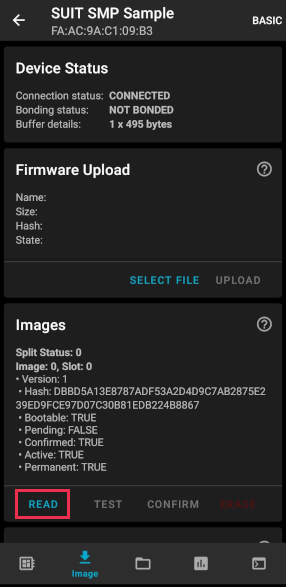 SUIT SMP Sample
BASIC
FA:AC:9A:C1:09:B3
Device Status
Connection status: CONNECTED
Bonding status: NOT BONDED
Buffer details: 1 x 495 bytes
Firmware Upload
Name:
Size:
Hash:
State:
SELECT FILE UPLOAD
Images
Split Status: 0
Image: 0, Slot: 0
• Version: 1
• Hash: DBBD5A13E8787ADF53A2D4D9C7AB2875E2
39ED9FCE97D07C30B81EDB224B8867
• Bootable: TRUE
• Pending: FALSE
• Confirmed: TRUE
• Active: TRUE
• Permanent: TRUE
READ TEST CONFIRM ERASE
Image